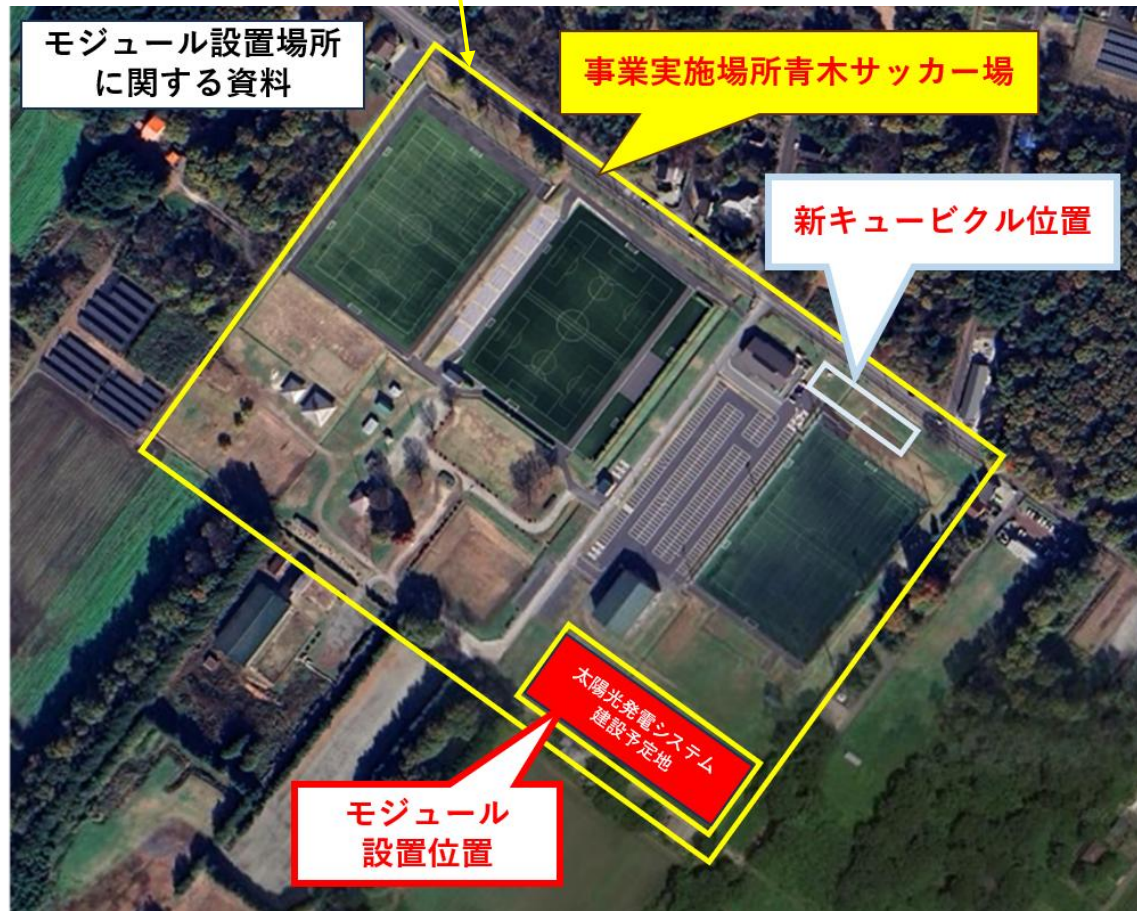 モジュール設置場所
に関する資料
事業実施場所青木サッカー場
新キュービクル位置
太陽光発電システム
建設予定地
モジュール
設置位置